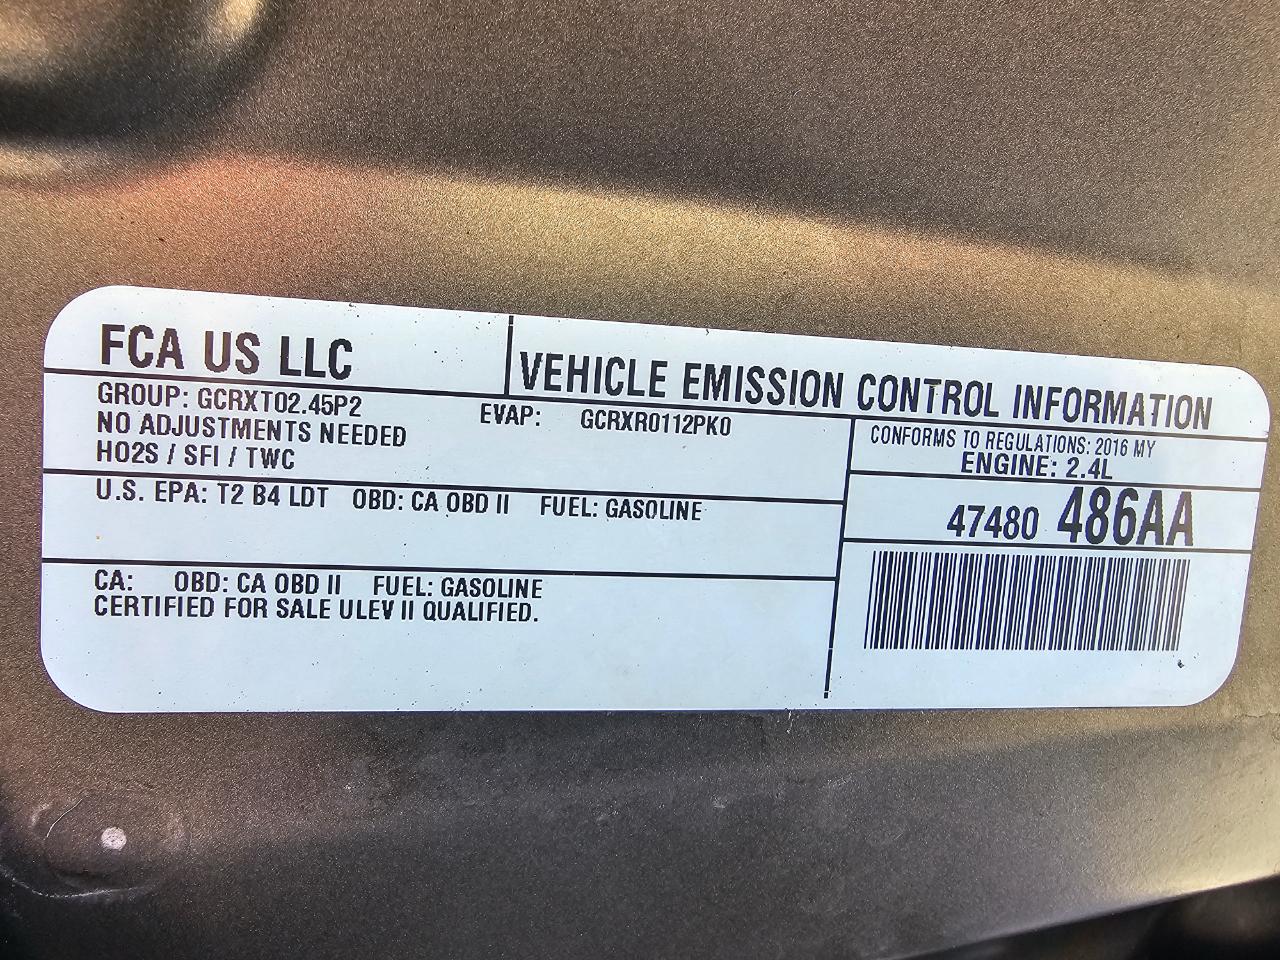 FCA US LLC
VEHICLE EMISSION CONTROL INFORMATION
GROUP: GCRXT02.45P2
EVAP: GCRXR0112PK0
NO ADJUSTMENTS NEEDED
HO2S / SFI / TWC
CONFORMS TO REGULATIONS: 2016 MY
ENGINE: 2.4L
U.S. EPA: T2 B4 LDT OBD: CA OBD II FUEL: GASOLINE
47480 486AA
CA: OBD: CA OBD II FUEL: GASOLINE
CERTIFIED FOR SALE ULEV II QUALIFIED.